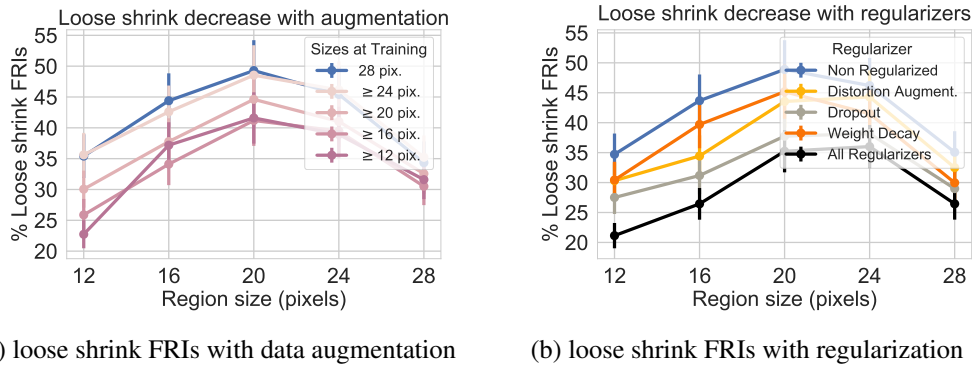 Loose shrink decrease with augmentation
% Loose shrink FRIs
55
50
45
40
35
30
25
20
Sizes at Training
28 pix.
≥ 24 pix.
≥ 20 pix.
≥ 16 pix.
≥ 12 pix.
12 16 20 24 28
Region size (pixels)
) loose shrink FRIs with data augmentation
Loose shrink decrease with regularizers
% Loose shrink FRIs
55
50
45
40
35
30
25
20
Regularizer
Non Regularized
Distortion Augment.
Dropout
Weight Decay
All Regularizers
12 16 20 24 28
Region size (pixels)
(b) loose shrink FRIs with regularization